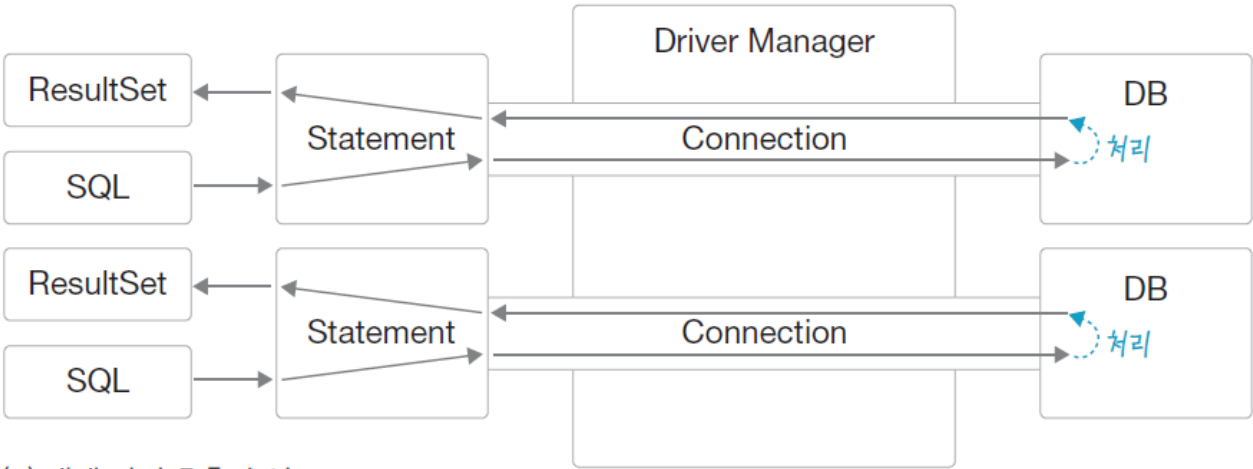 Driver Manager
ResultSet
Statement
Connection
DB
처리
SQL
ResultSet
Statement
Connection
DB
처리
SQL